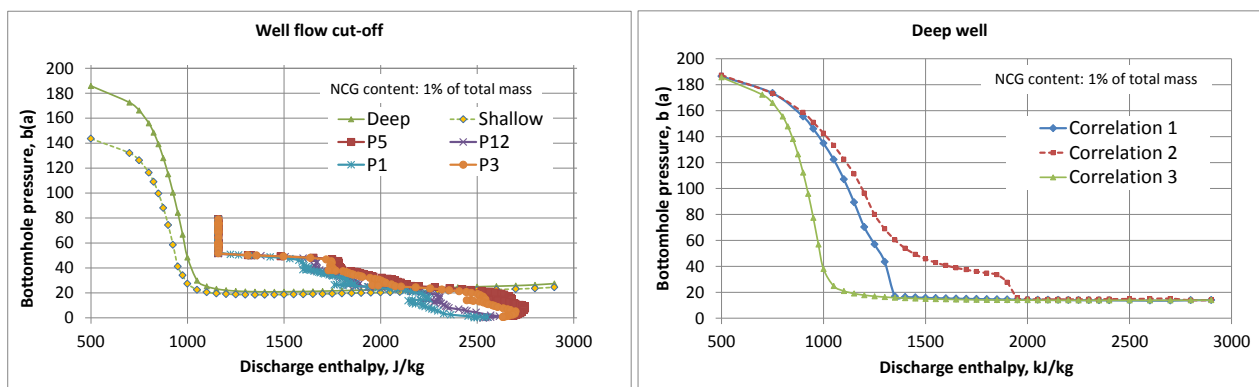 Well flow cut-off
NCG content: 1% of total mass
Deep Shallow
P5 P12
P1 P3
Bottomhole pressure, b(a)
200
180
160
140
120
100
80
60
40
20
0
500 1000 1500 2000 2500 3000
Discharge enthalpy, J/kg
Deep well
NCG content: 1% of total mass
Correlation 1
Correlation 2
Correlation 3
Bottomhole pressure, b (a)
200
180
160
140
120
100
80
60
40
20
0
500 1000 1500 2000 2500 3000
Discharge enthalpy, kJ/kg